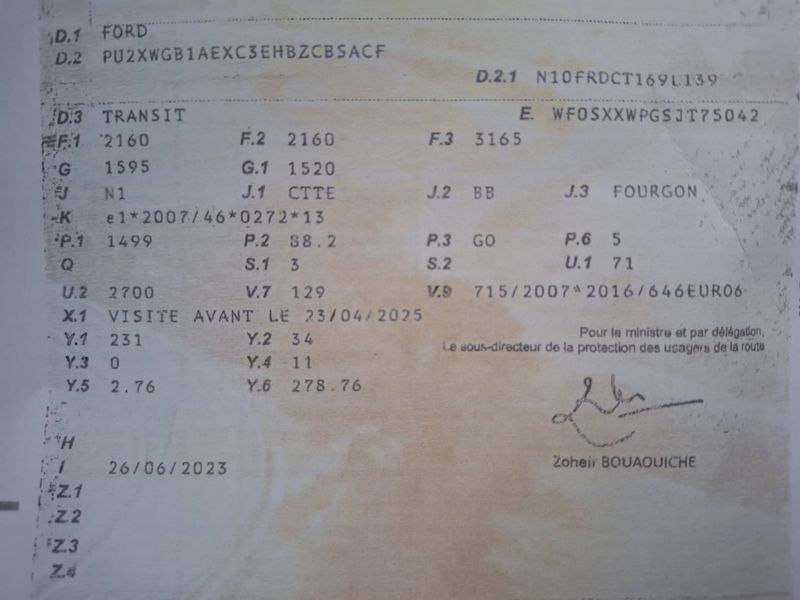 D.1 FORD
D.2 PU2XWGB1AEXC3EHBZCBSACF
D.2.1 N10FRDCT169L139
D.3 TRANSIT E. WF0SXXWPGSJT75042
F.1 2160 F.2 2160 F.3 3165
G 1595 G.1 1520
J N1 J.1 CTTE J.2 BB J.3 FOURGON
K e1*2007/46*0272*13
P.1 1499 P.2 88.2 P.3 GO P.6 5
Q S.1 3 S.2 U.1 71
U.2 2700 V.7 129 V.9 715/2007*2016/646EURO6
X.1 VISITE AVANT LE 23/04/2025
Y.1 231 Y.2 34
Pour le ministre et par délégation,
Le sous-directeur de la protection des usagers de la route
Y.3 0 Y.4 11
Y.5 2.76 Y.6 278.76
H
I 26/06/2023
Zoheir BOUAOUICHE
Z.1
Z.2
Z.3
Z.4